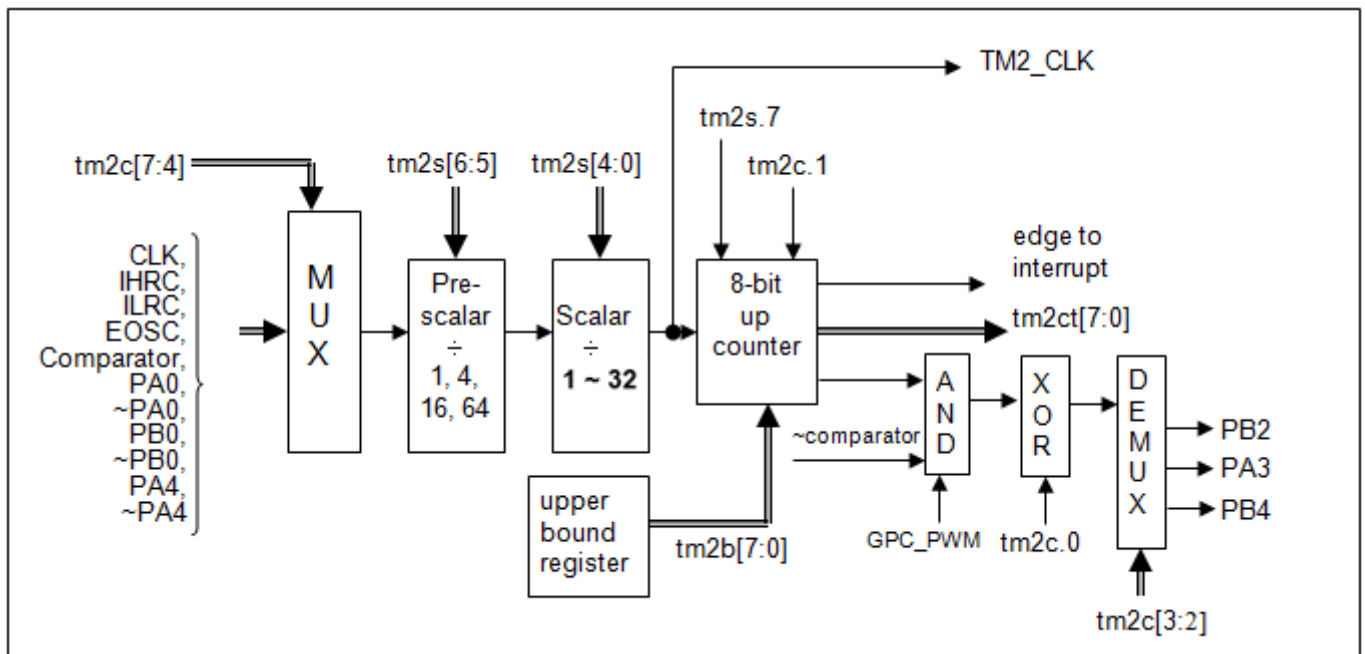 TM2_CLK
tm2s.7
tm2c[7:4]
tm2s[6:5]
tm2s[4:0]
tm2c.1
CLK,
IHRC,
ILRC,
EOSC,
Comparator,
PA0,
~PA0,
PB0,
~PB0,
PA4,
~PA4
M
U
X
Pre-
scalar
÷
1, 4,
16, 64
Scalar
÷
1 ~ 32
8-bit
up
counter
edge to
interrupt
tm2ct[7:0]
~comparator
A
N
D
X
O
R
D
E
M
U
X
PB2
PA3
PB4
upper
bound
register
tm2b[7:0]
GPC_PWM
tm2c.0
tm2c[3:2]